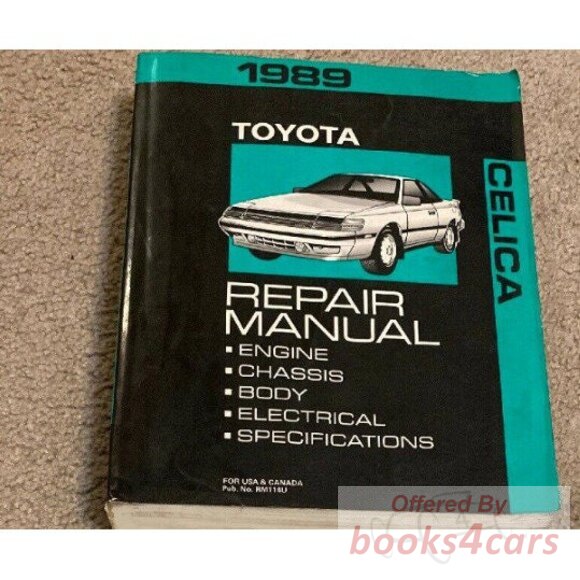 1989
TOYOTA
CELICA
REPAIR
MANUAL
▪ ENGINE
▪ CHASSIS
▪ BODY
▪ ELECTRICAL
▪ SPECIFICATIONS
FOR USA & CANADA
Pub. No. RM116U
Offered By
books4cars